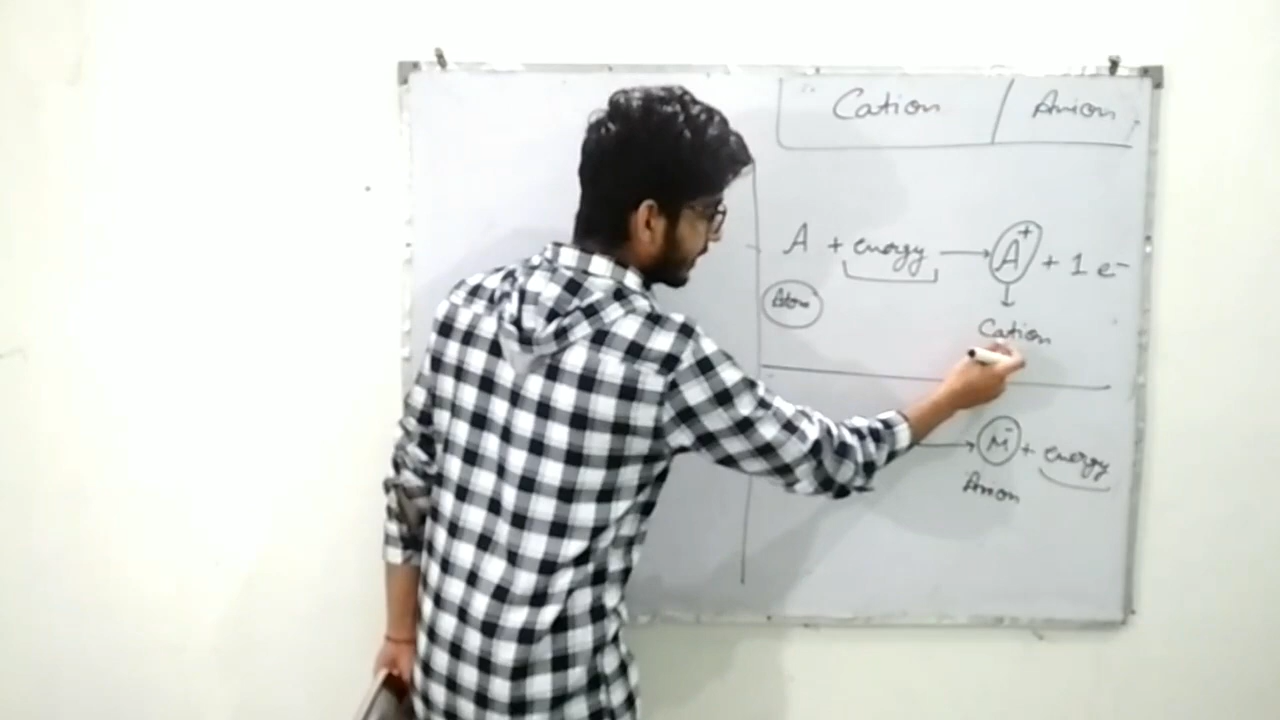 Cation | Anion
A + energy → A⁺ + 1 e⁻
Atom
Cation
→ M⁻ + energy
Anion